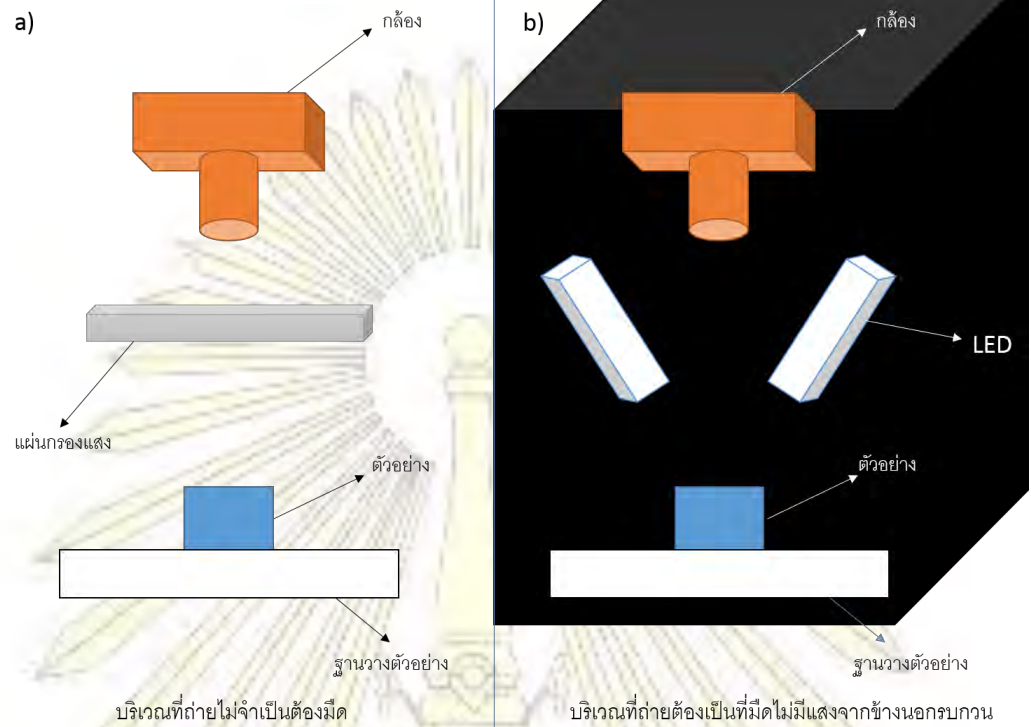 a)
กล้อง
แผ่นกรองแสง
ตัวอย่าง
ฐานวางตัวอย่าง
บริเวณที่ถ่ายไม่จำเป็นต้องมืด
b)
กล้อง
LED
ตัวอย่าง
ฐานวางตัวอย่าง
บริเวณที่ถ่ายต้องเป็นที่มืดไม่มีแสงจากข้างนอกรบกวน